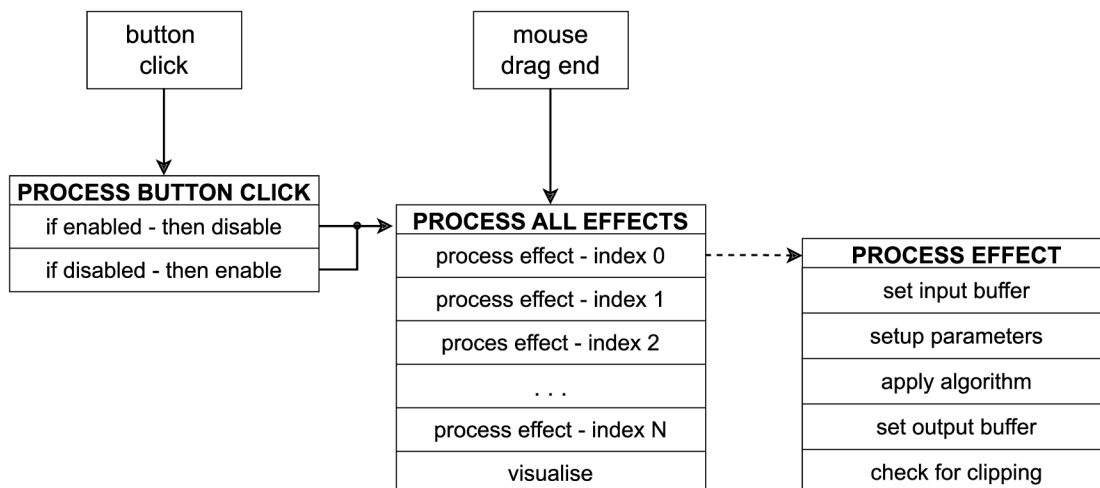 button
click
mouse
drag end
PROCESS BUTTON CLICK
if enabled - then disable
if disabled - then enable
PROCESS ALL EFFECTS
process effect - index 0
process effect - index 1
proces effect - index 2
. . .
process effect - index N
visualise
PROCESS EFFECT
set input buffer
setup parameters
apply algorithm
set output buffer
check for clipping